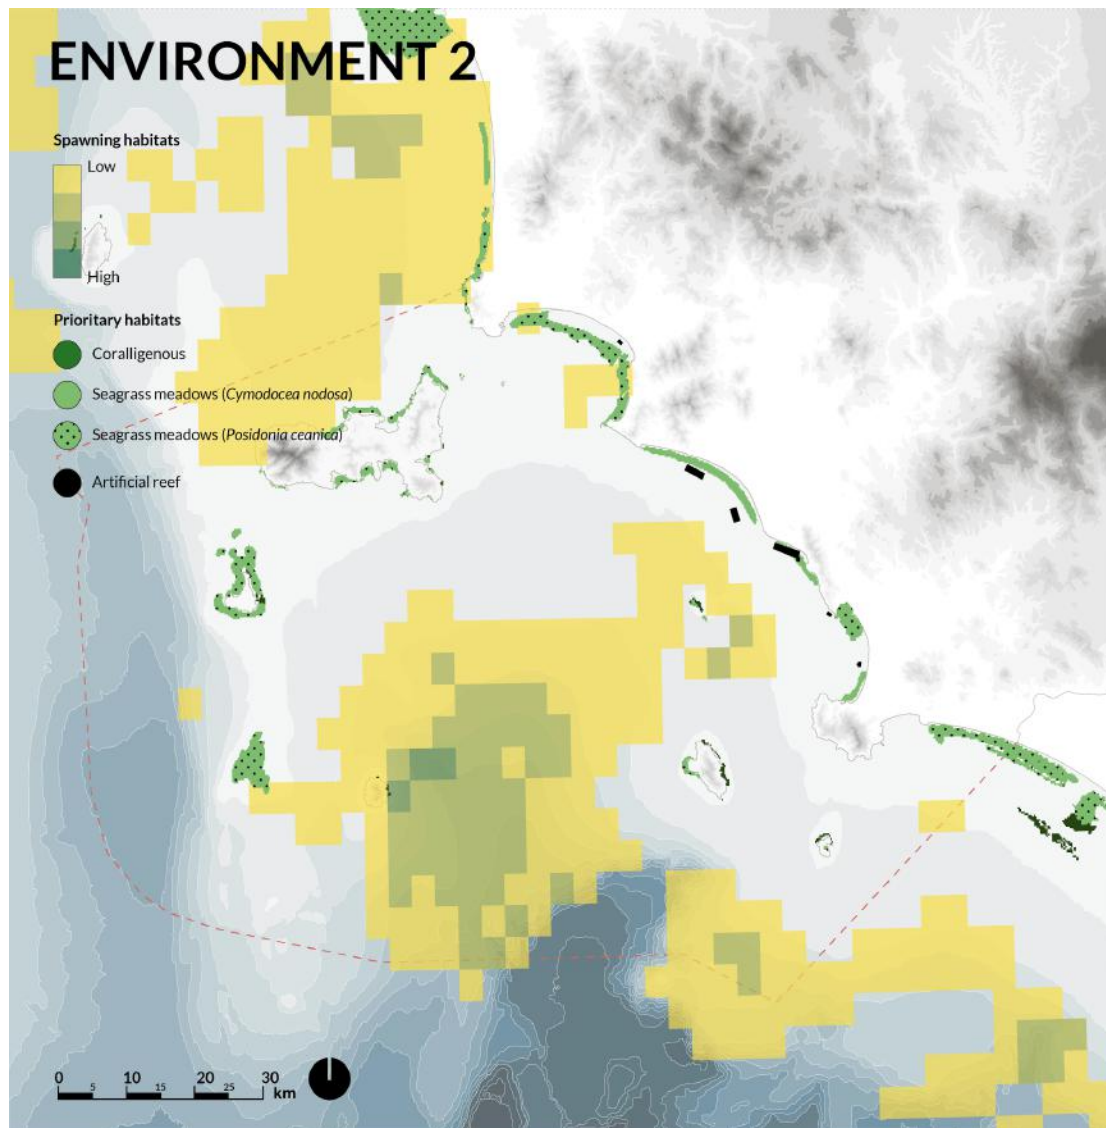 ENVIRONMENT 2
Spawning habitats
Low
High
Prioritary habitats
Coralligenous
Seagrass meadows (Cymodocea nodosa)
Seagrass meadows (Posidonia ceanica)
Artificial reef
0 5 10 15 20 25 30 km